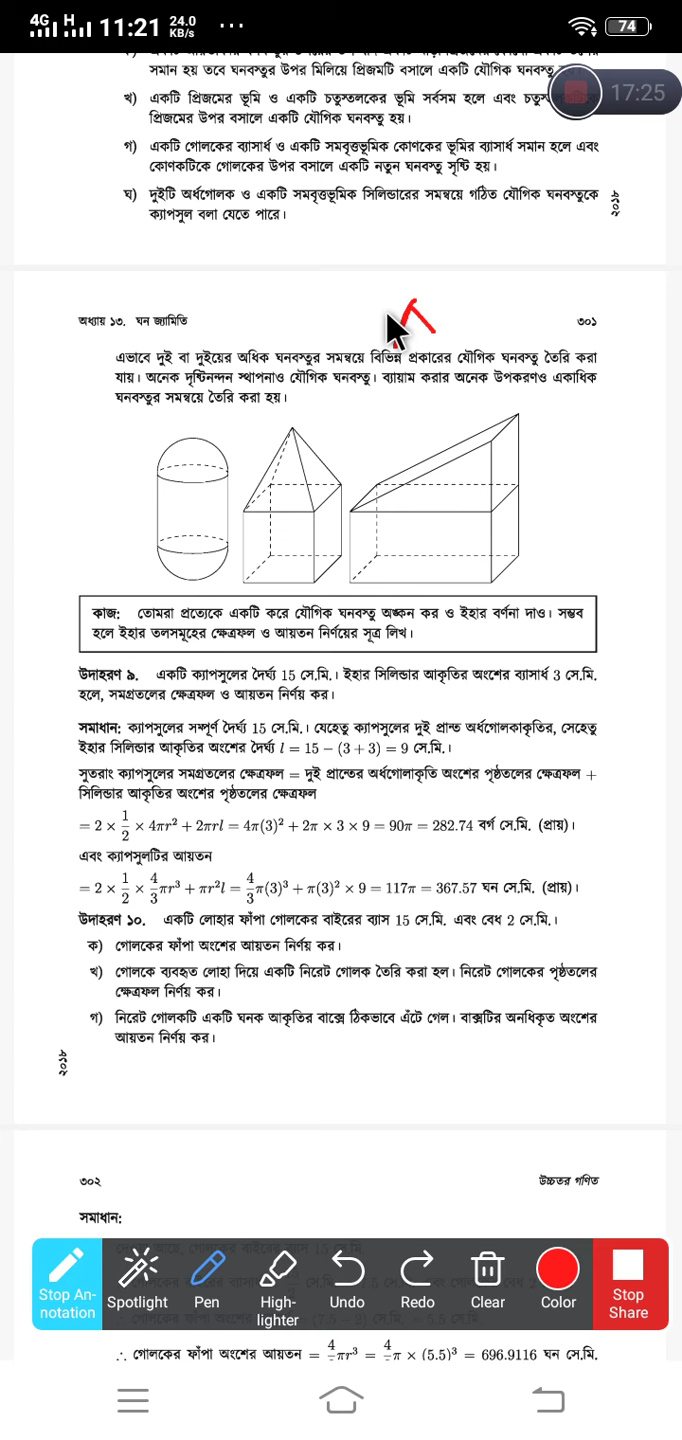 4G H 11:21 24.0 KB/s ... 74
সমান হয় তবে ঘনবস্তুর উপর মিলিয়ে প্রিজমটি বসালে একটি যৌগিক ঘনবস্তু
17:25
খ) একটি প্রিজমের ভূমি ও একটি চতুস্তলকের ভূমি সর্বসম হলে এবং
প্রিজমের উপর বসালে একটি যৌগিক ঘনবস্তু হয়।
গ) একটি গোলকের ব্যাসার্ধ ও একটি সমবৃত্তভূমিক কোণকের ভূমির ব্যাসার্ধ সমান হলে এবং
কোণকটিকে গোলকের উপর বসালে একটি নতুন ঘনবস্তু সৃষ্টি হয়।
ঘ) দুইটি অর্ধগোলক ও একটি সমবৃত্তভূমিক সিলিন্ডারের সমন্বয়ে গঠিত যৌগিক ঘনবস্তুকে
ক্যাপসুল বলা যেতে পারে।
২০১৮
অধ্যায় ১৩. ঘন জ্যামিতি ৩০১
এভাবে দুই বা দুইয়ের অধিক ঘনবস্তুর সমন্বয়ে বিভিন্ন প্রকারের যৌগিক ঘনবস্তু তৈরি করা
যায়। অনেক দৃষ্টিনন্দন স্থাপনাও যৌগিক ঘনবস্তু। ব্যায়াম করার অনেক উপকরণও একাধিক
ঘনবস্তুর সমন্বয়ে তৈরি করা হয়।
কাজ: তোমরা প্রত্যেকে একটি করে যৌগিক ঘনবস্তু অঙ্কন কর ও ইহার বর্ণনা দাও। সম্ভব
হলে ইহার তলসমূহের ক্ষেত্রফল ও আয়তন নির্ণয়ের সূত্র লিখ।
উদাহরণ ৯. একটি ক্যাপসুলের দৈর্ঘ্য 15 সে.মি.। ইহার সিলিন্ডার আকৃতির অংশের ব্যাসার্ধ 3 সে.মি.
হলে, সমগ্রতলের ক্ষেত্রফল ও আয়তন নির্ণয় কর।
সমাধান: ক্যাপসুলের সম্পূর্ণ দৈর্ঘ্য 15 সে.মি.। যেহেতু ক্যাপসুলের দুই প্রান্ত অর্ধগোলকাকৃতির, সেহেতু
ইহার সিলিন্ডার আকৃতির অংশের দৈর্ঘ্য l = 15 − (3 + 3) = 9 সে.মি.।
সুতরাং ক্যাপসুলের সমগ্রতলের ক্ষেত্রফল = দুই প্রান্তের অর্ধগোলাকৃতি অংশের পৃষ্ঠতলের ক্ষেত্রফল +
সিলিন্ডার আকৃতির অংশের পৃষ্ঠতলের ক্ষেত্রফল
= 2 × 1/2 × 4πr² + 2πrl = 4π(3)² + 2π × 3 × 9 = 90π = 282.74 বর্গ সে.মি. (প্রায়)।
এবং ক্যাপসুলটির আয়তন
= 2 × 1/2 × 4/3 πr³ + πr²l = 4/3 π(3)³ + π(3)² × 9 = 117π = 367.57 ঘন সে.মি. (প্রায়)।
উদাহরণ ১০. একটি লোহার ফাঁপা গোলকের বাইরের ব্যাস 15 সে.মি. এবং বেধ 2 সে.মি.।
ক) গোলকের ফাঁপা অংশের আয়তন নির্ণয় কর।
খ) গোলকে ব্যবহৃত লোহা দিয়ে একটি নিরেট গোলক তৈরি করা হল। নিরেট গোলকের পৃষ্ঠতলের
ক্ষেত্রফল নির্ণয় কর।
গ) নিরেট গোলকটি একটি ঘনক আকৃতির বাক্সে ঠিকভাবে এঁটে গেল। বাক্সটির অনধিকৃত অংশের
আয়তন নির্ণয় কর।
২০১৮
৩০২ উচ্চতর গণিত
সমাধান:
Stop An-
notation
Spotlight
Pen
High-
lighter
Undo
Redo
Clear
Color
Stop
Share
∴ গোলকের ফাঁপা অংশের আয়তন = 4/3 πr³ = 4/3 π × (5.5)³ = 696.9116 ঘন সে.মি.